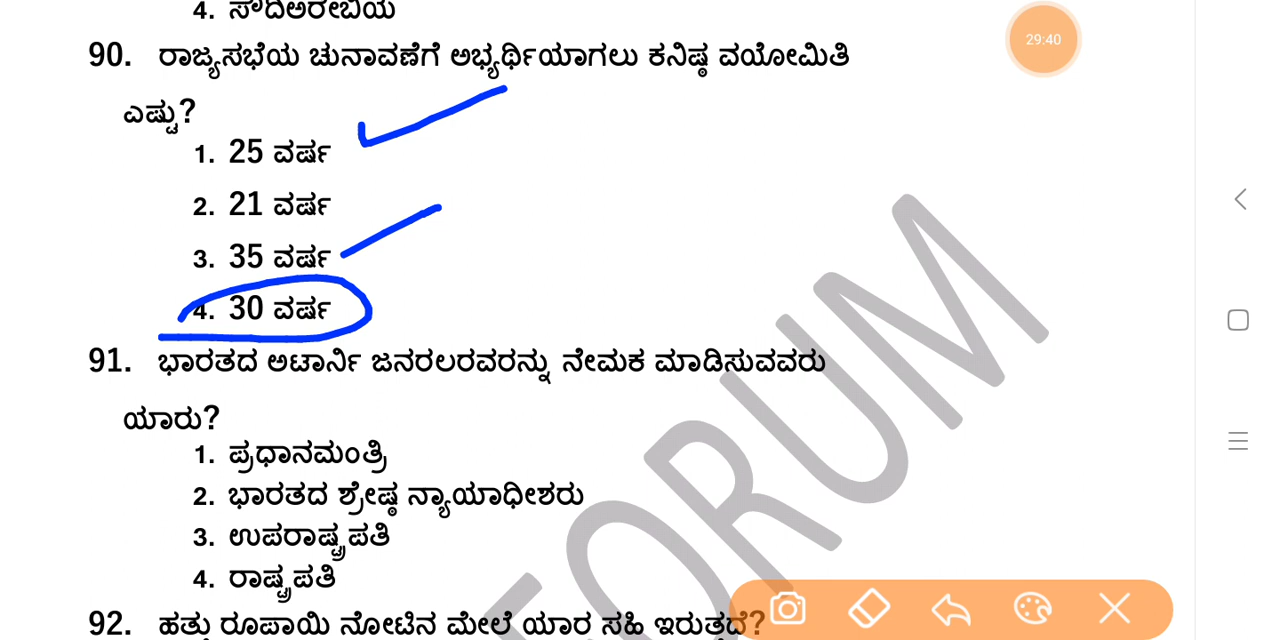 4. ಸೌದಿಅರೇಬಿಯ
29:40
90. ರಾಜ್ಯಸಭೆಯ ಚುನಾವಣೆಗೆ ಅಭ್ಯರ್ಥಿಯಾಗಲು ಕನಿಷ್ಠ ವಯೋಮಿತಿ
ಎಷ್ಟು?
1. 25 ವರ್ಷ
2. 21 ವರ್ಷ
3. 35 ವರ್ಷ
4. 30 ವರ್ಷ
91. ಭಾರತದ ಅಟಾರ್ನಿ ಜನರಲರವರನ್ನು ನೇಮಕ ಮಾಡಿಸುವವರು
ಯಾರು?
1. ಪ್ರಧಾನಮಂತ್ರಿ
2. ಭಾರತದ ಶ್ರೇಷ್ಠ ನ್ಯಾಯಾಧೀಶರು
3. ಉಪರಾಷ್ಟ್ರಪತಿ
4. ರಾಷ್ಟ್ರಪತಿ
92. ಹತ್ತು ರೂಪಾಯಿ ನೋಟಿನ ಮೇಲೆ ಯಾರ ಸಹಿ ಇರುತ್ತದೆ?
FORUM